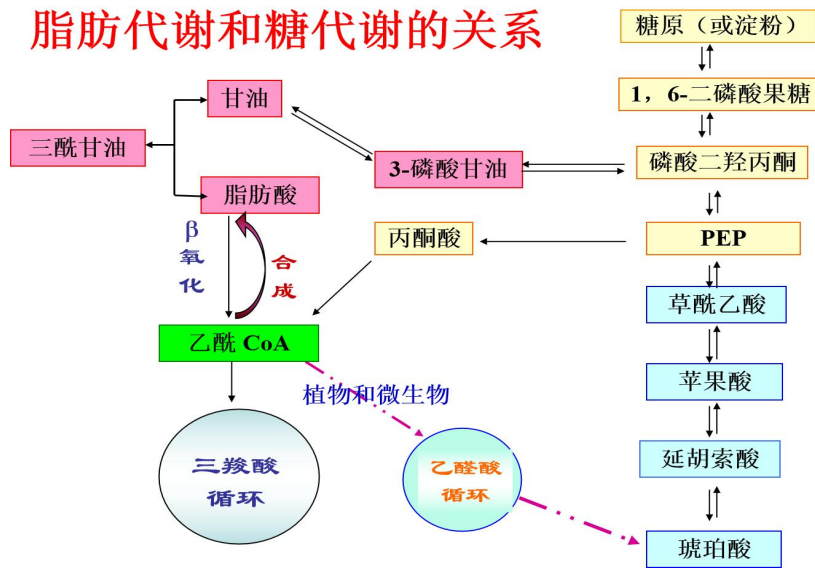 脂肪代谢和糖代谢的关系
糖原（或淀粉）
甘油
1，6-二磷酸果糖
三酰甘油
3-磷酸甘油
磷酸二羟丙酮
脂肪酸
β
氧
化
合
成
丙酮酸
PEP
草酰乙酸
乙酰 CoA
植物和微生物
苹果酸
三羧酸
循环
乙醛酸
循环
延胡索酸
琥珀酸